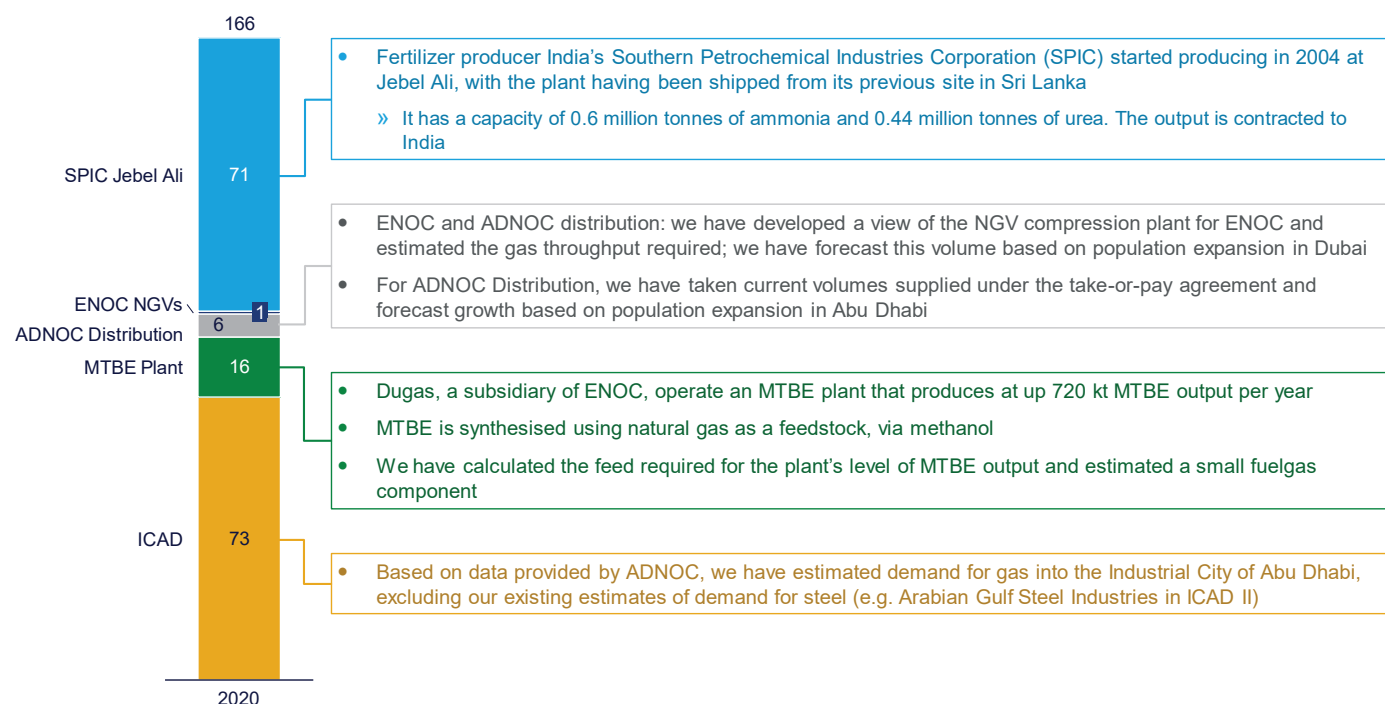 166
• Fertilizer producer India's Southern Petrochemical Industries Corporation (SPIC) started producing in 2004 at
Jebel Ali, with the plant having been shipped from its previous site in Sri Lanka
» It has a capacity of 0.6 million tonnes of ammonia and 0.44 million tonnes of urea. The output is contracted to
India
SPIC Jebel Ali
71
• ENOC and ADNOC distribution: we have developed a view of the NGV compression plant for ENOC and
estimated the gas throughput required; we have forecast this volume based on population expansion in Dubai
• For ADNOC Distribution, we have taken current volumes supplied under the take-or-pay agreement and
forecast growth based on population expansion in Abu Dhabi
ENOC NGVs
1
ADNOC Distribution
6
MTBE Plant
16
• Dugas, a subsidiary of ENOC, operate an MTBE plant that produces at up 720 kt MTBE output per year
• MTBE is synthesised using natural gas as a feedstock, via methanol
• We have calculated the feed required for the plant's level of MTBE output and estimated a small fuelgas
component
ICAD
73
• Based on data provided by ADNOC, we have estimated demand for gas into the Industrial City of Abu Dhabi,
excluding our existing estimates of demand for steel (e.g. Arabian Gulf Steel Industries in ICAD II)
2020